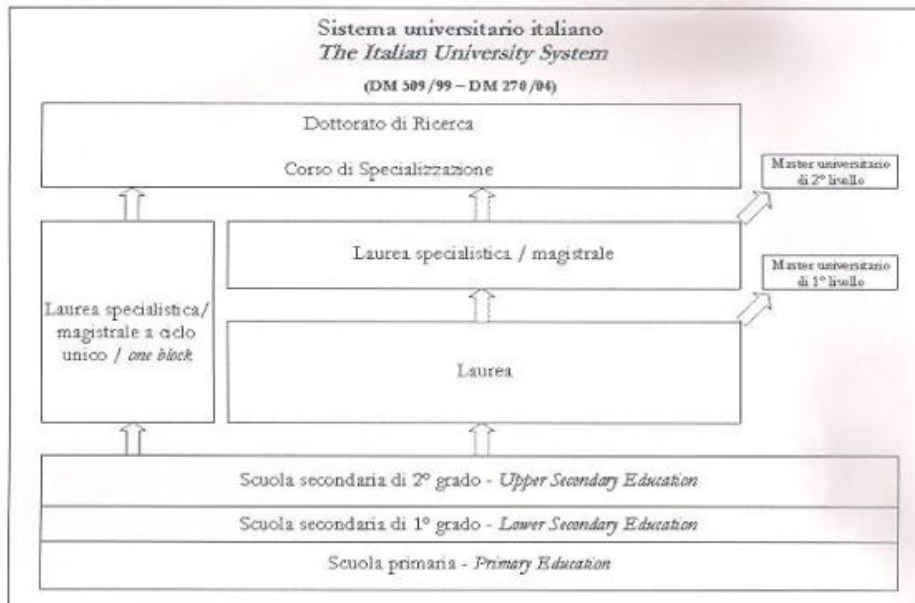 Sistema universitario italiano
The Italian University System
(DM 509/99 – DM 270/04)
Dottorato di Ricerca
Corso di Specializzazione
Master universitario
di 2° livello
Laurea specialistica / magistrale
Master universitario
di 1° livello
Laurea specialistica/
magistrale a ciclo
unico / one block
Laurea
Scuola secondaria di 2° grado - Upper Secondary Education
Scuola secondaria di 1° grado - Lower Secondary Education
Scuola primaria - Primary Education